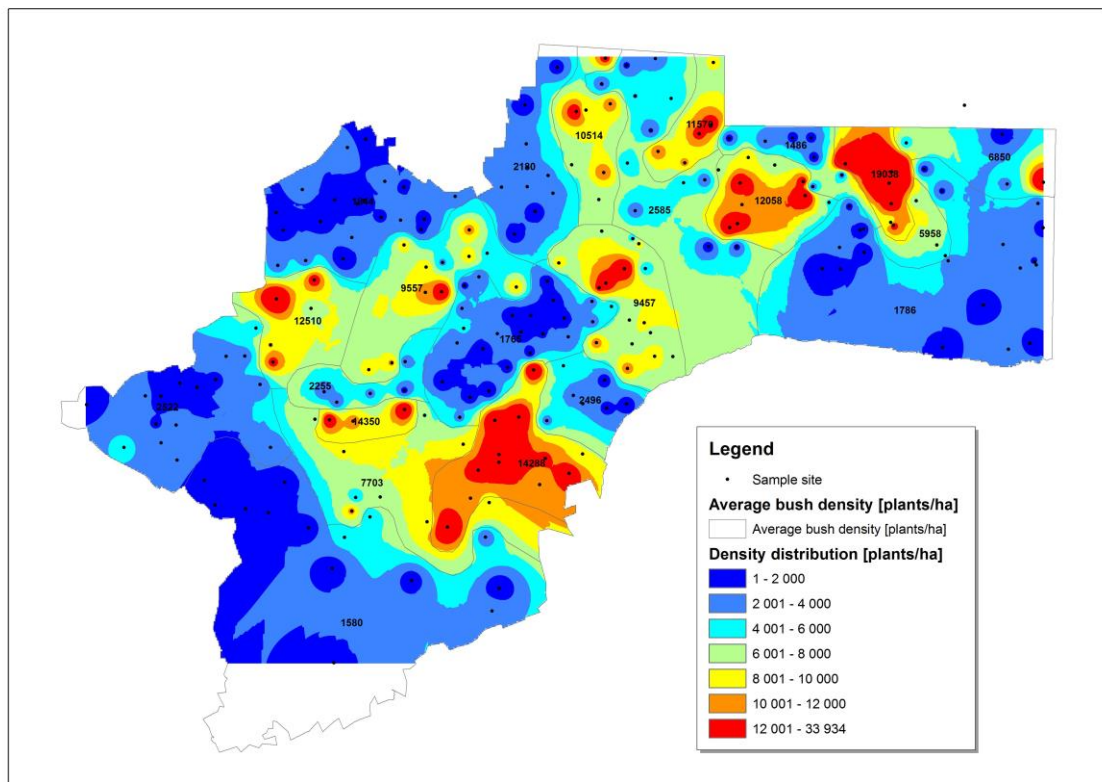 10514
1486
2180
19038
6850
12058
2585
5958
9557
9457
12510
1786
2255
2496
14350
7703
1580
Legend
Sample site
Average bush density [plants/ha]
Average bush density [plants/ha]
Density distribution [plants/ha]
1 - 2 000
2 001 - 4 000
4 001 - 6 000
6 001 - 8 000
8 001 - 10 000
10 001 - 12 000
12 001 - 33 934